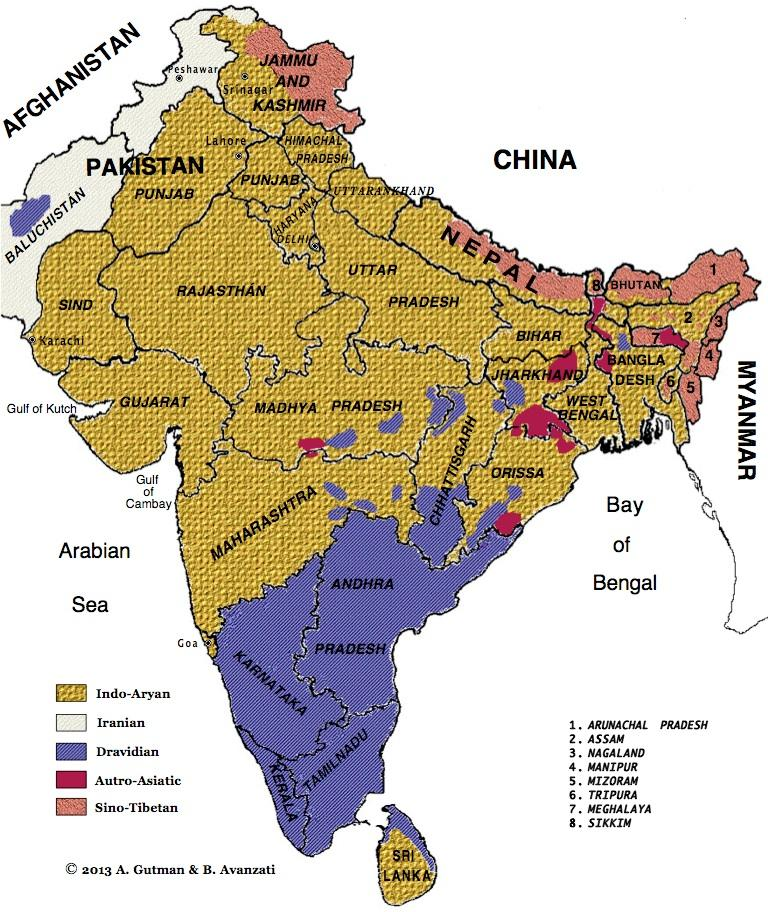 AFGHANISTAN
Peshawar
JAMMU
AND
KASHMIR
Srinagar
Lahore
HIMACHAL
PRADESH
CHINA
PAKISTAN
PUNJAB
PUNJAB
UTTARANKHAND
BALUCHISTÁN
HARYANA
DELHI
NEPAL
SIND
RAJASTHÁN
UTTAR
PRADESH
8
BHUTAN
1
2
3
Karachi
BIHAR
7
4
BANGLA
DESH
JHARKHAND
6
5
MYANMAR
Gulf of Kutch
GUJARAT
MADHYA PRADESH
WEST
BENGAL
CHHATTISGARH
ORISSA
Gulf
of
Cambay
MAHARASHTRA
Bay
of
Bengal
Arabian
Sea
ANDHRA
PRADESH
Goa
KARNATAKA
TAMILNADU
KERALA
SRI
LANKA
Indo-Aryan
Iranian
Dravidian
Autro-Asiatic
Sino-Tibetan
1. ARUNACHAL PRADESH
2. ASSAM
3. NAGALAND
4. MANIPUR
5. MIZORAM
6. TRIPURA
7. MEGHALAYA
8. SIKKIM
© 2013 A. Gutman & B. Avanzati